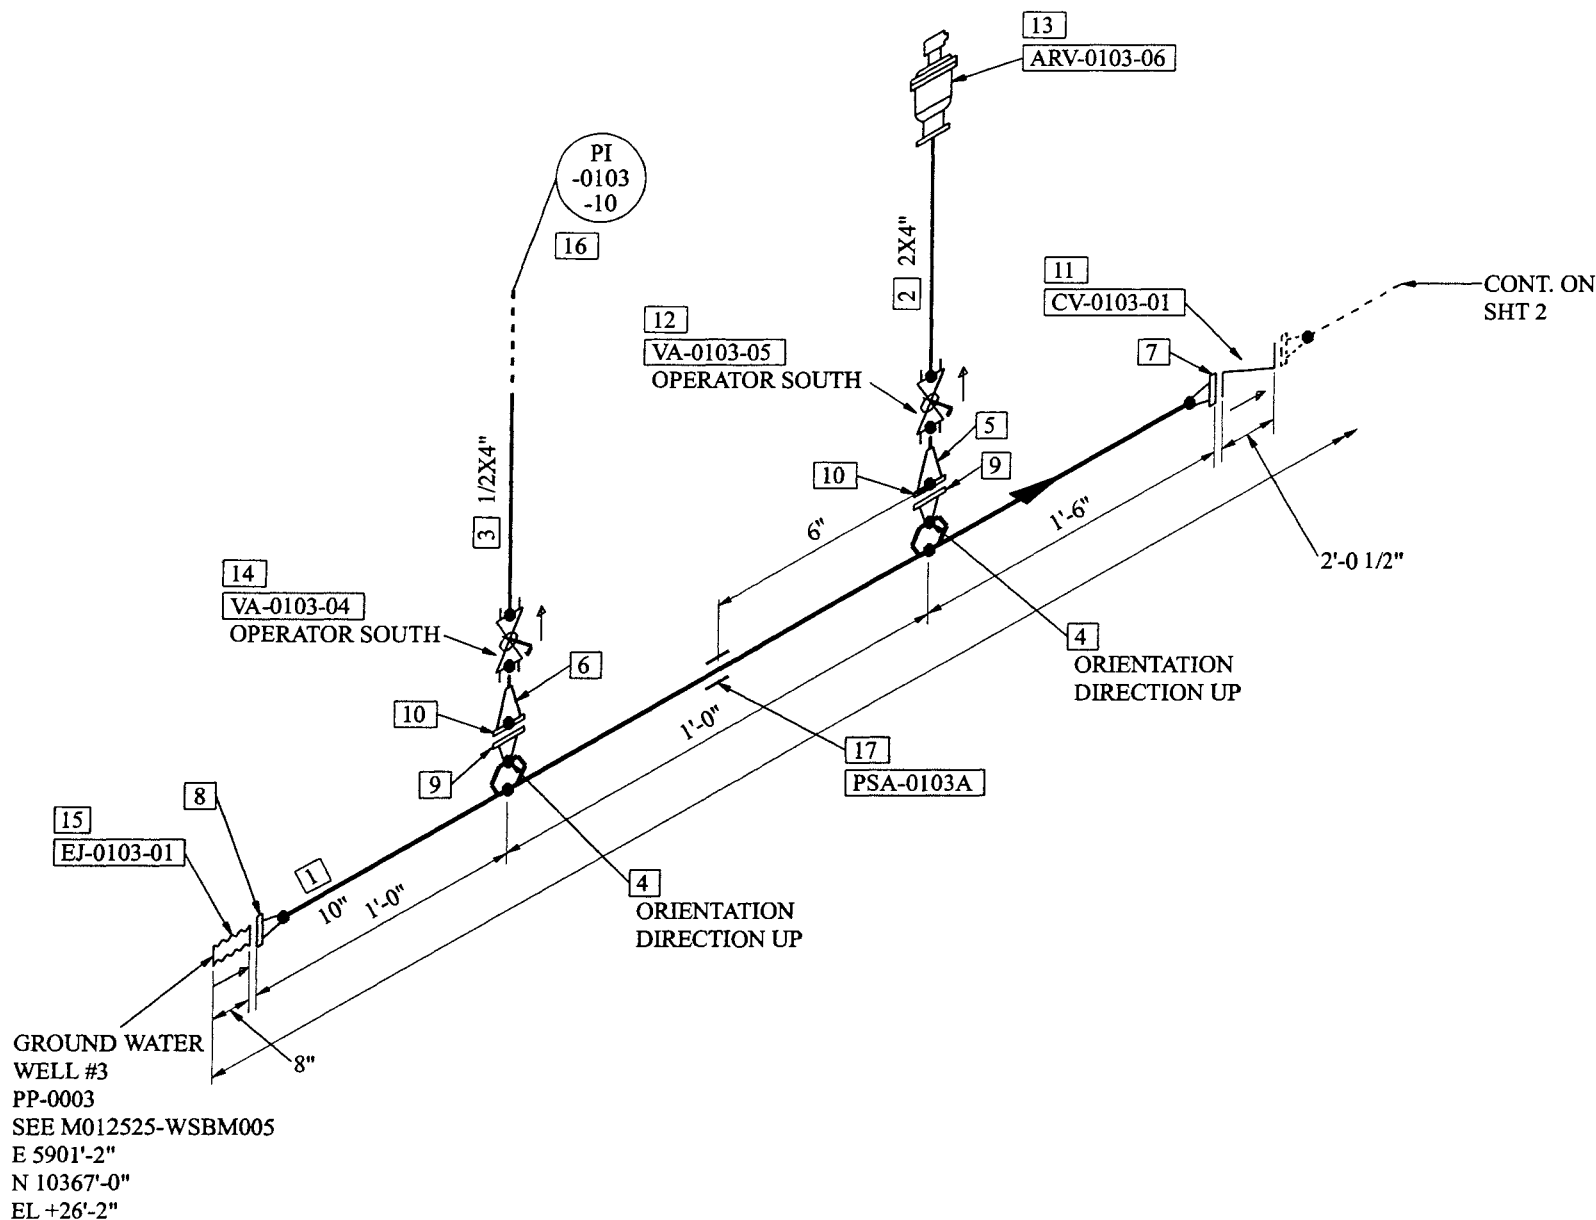 13
ARV-0103-06
PI
-0103
-10
16
2X4"
2
11
CV-0103-01
CONT. ON
SHT 2
12
VA-0103-05
OPERATOR SOUTH
7
5
10
9
1/2X4"
3
6"
1'-6"
2'-0 1/2"
14
VA-0103-04
OPERATOR SOUTH
4
ORIENTATION
DIRECTION UP
6
10
1'-0"
17
PSA-0103A
9
8
15
EJ-0103-01
1
10"
1'-0"
4
ORIENTATION
DIRECTION UP
8"
GROUND WATER
WELL #3
PP-0003
SEE M012525-WSBM005
E 5901'-2"
N 10367'-0"
EL +26'-2"